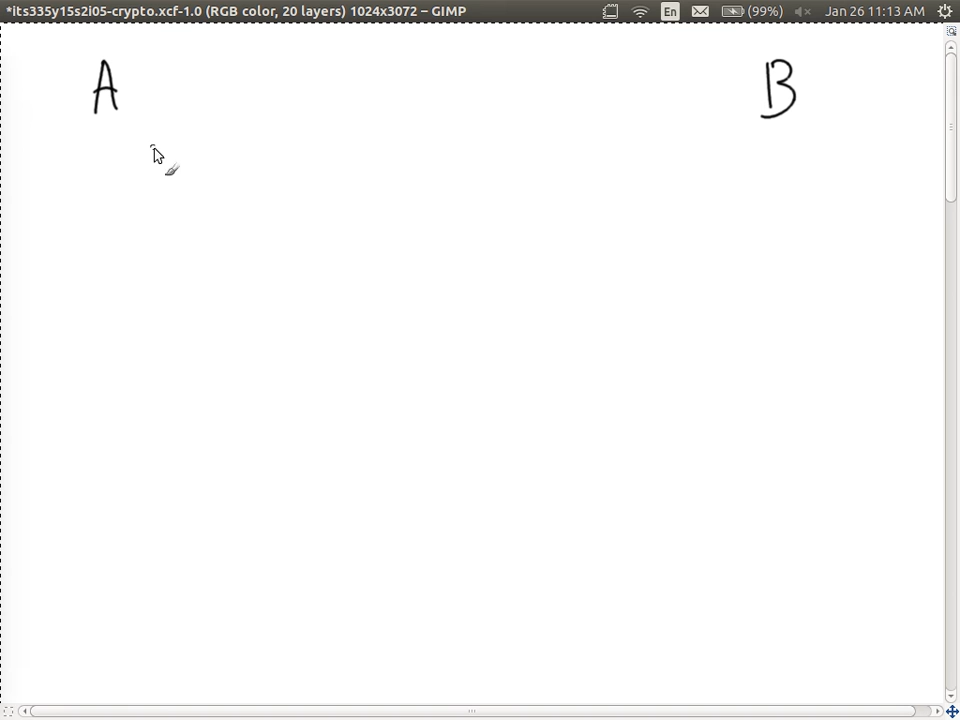 *its335y15s2i05-crypto.xcf-1.0 (RGB color, 20 layers) 1024x3072 – GIMP En (99%) Jan 26 11:13 AM
A B